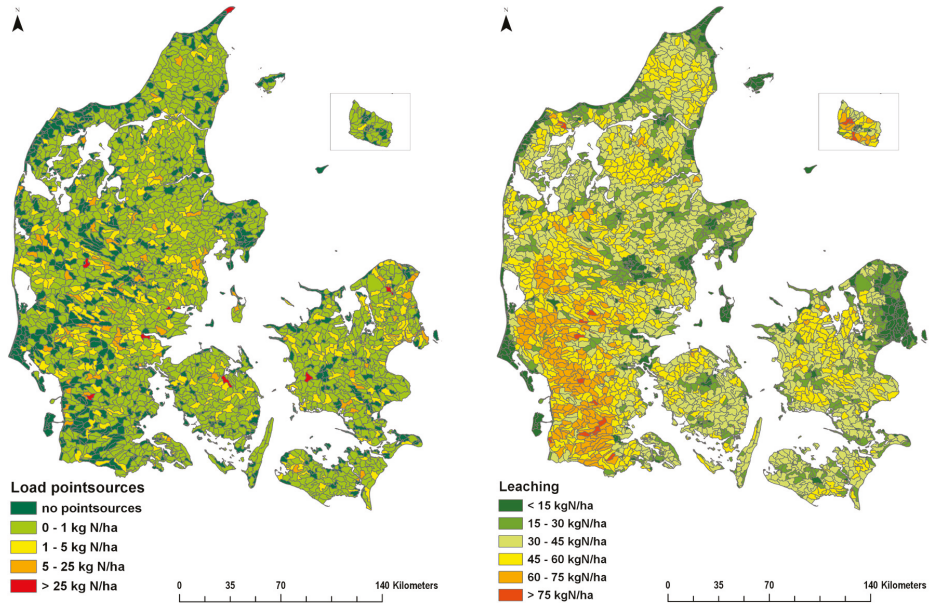 N
Load pointsources
no pointsources
0 - 1 kg N/ha
1 - 5 kg N/ha
5 - 25 kg N/ha
> 25 kg N/ha
0 35 70 140 Kilometers
N
Leaching
< 15 kgN/ha
15 - 30 kgN/ha
30 - 45 kgN/ha
45 - 60 kgN/ha
60 - 75 kgN/ha
> 75 kgN/ha
0 35 70 140 Kilometers